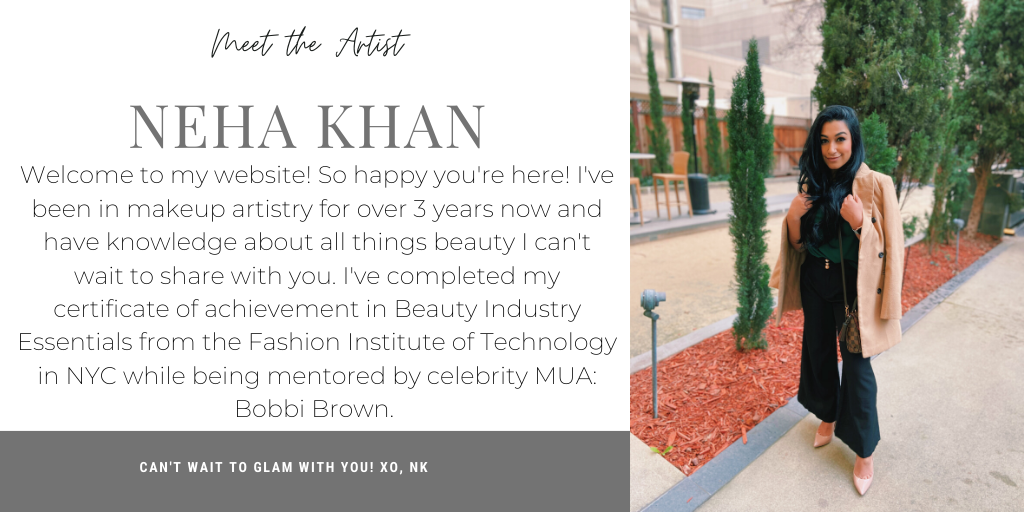 Meet the Artist
NEHA KHAN
Welcome to my website! So happy you're here! I've
been in makeup artistry for over 3 years now and
have knowledge about all things beauty I can't
wait to share with you. I've completed my
certificate of achievement in Beauty Industry
Essentials from the Fashion Institute of Technology
in NYC while being mentored by celebrity MUA:
Bobbi Brown.
CAN'T WAIT TO GLAM WITH YOU! XO, NK